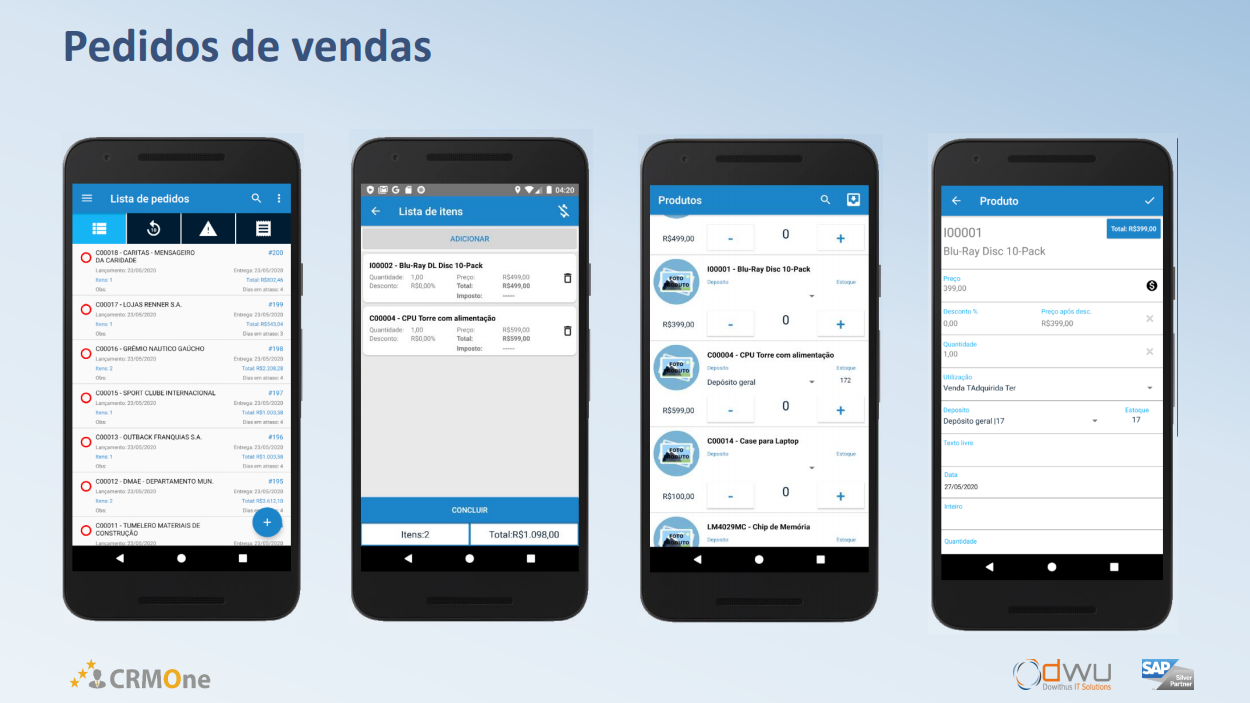 Pedidos de vendas
Lista de pedidos
C00018 - CARITAS - MENSAGEIRO
DA CARIDADE
#200
Lançamento: 23/05/2020
Entrega: 23/05/2020
Itens: 1
Obs:
C00017 - LOJAS RENNER S.A.
#199
Lançamento: 23/05/2020
Entrega: 23/05/2020
Itens: 1
Total: R$545,04
Obs:
Dias em atraso: 3
C00016 - GRÊMIO NAUTICO GAÚCHO
#198
Lançamento: 23/05/2020
Entrega: 23/05/2020
Itens: 2
Total: R$2.208,28
Obs:
Dias em atraso: 4
C00015 - SPORT CLUBE INTERNACIONAL
#197
Lançamento: 23/05/2020
Entrega: 23/05/2020
Itens: 1
Total: R$1.003,58
Obs:
Dias em atraso: 4
C00013 - OUTBACK FRANQUIAS S.A.
#196
Lançamento: 23/05/2020
Entrega: 23/05/2020
Itens: 1
Total: R$1.003,58
Obs:
Dias em atraso: 4
C00012 - DMAE - DEPARTAMENTO MUN.
#195
Lançamento: 23/05/2020
Entrega: 23/05/2020
Itens: 2
Total: R$3.612,10
Obs:
C00011 - TUMELERO MATERIAIS DE
CONSTRUÇÃO
Lançamento: 23/05/2020
Entrega: 23/05/2020
04:20
Lista de itens
ADICIONAR
I00002 - Blu-Ray DL Disc 10-Pack
Quantidade: 1,00 Preço: R$499,00
Desconto: R$0,00% Total: R$499,00
Imposto: -----
C00004 - CPU Torre com alimentação
Quantidade: 1,00 Preço: R$599,00
Desconto: R$0,00% Total: R$599,00
Imposto: -----
CONCLUIR
Itens:2 Total:R$1.098,00
Produtos
R$499,00 - 0 +
I00001 - Blu-Ray Disc 10-Pack
FOTO
PRODUTO
Deposito Estoque
R$399,00 - 0 +
C00004 - CPU Torre com alimentação
FOTO
PRODUTO
Deposito Estoque
Depósito geral 172
R$599,00 - 0 +
C00014 - Case para Laptop
FOTO
PRODUTO
Deposito Estoque
R$100,00 - 0 +
LM4029MC - Chip de Memória
FOTO
PRODUTO
Deposito Estoque
Produto
I00001
Total: R$399,00
Blu-Ray Disc 10-Pack
Preço
399,00
Desconto % Preço após desc.
0,00 R$399,00
Quantidade
1,00
Utilização
Venda TAdquirida Ter
Deposito Estoque
Depósito geral |17 17
Texto livre
Data
27/05/2020
Inteiro
Quantidade
CRMOne
dwu
Dowithus IT Solutions
SAP
Silver
Partner